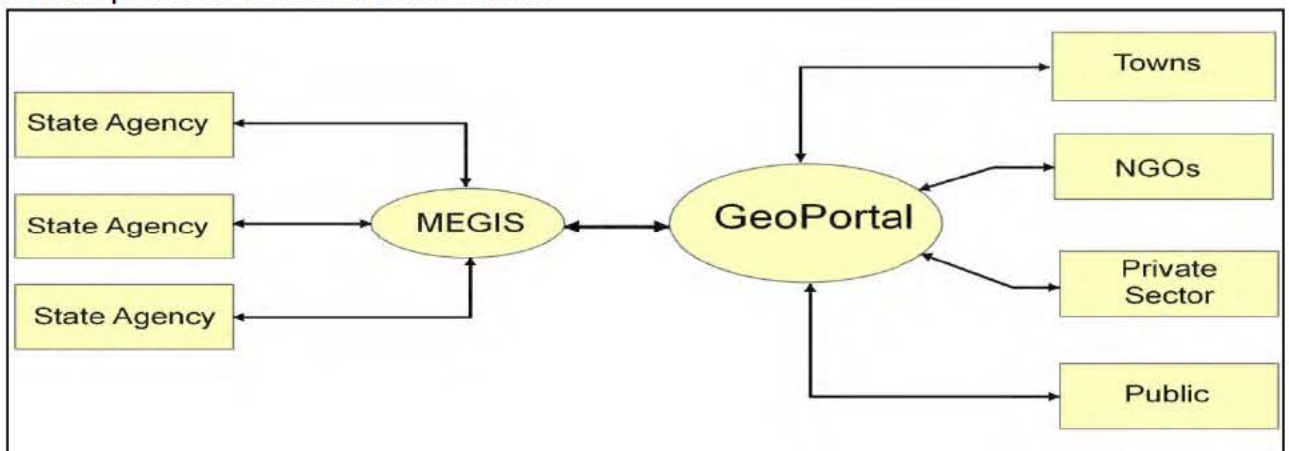 Towns
State Agency
NGOs
State Agency
MEGIS
GeoPortal
Private
Sector
State Agency
Public